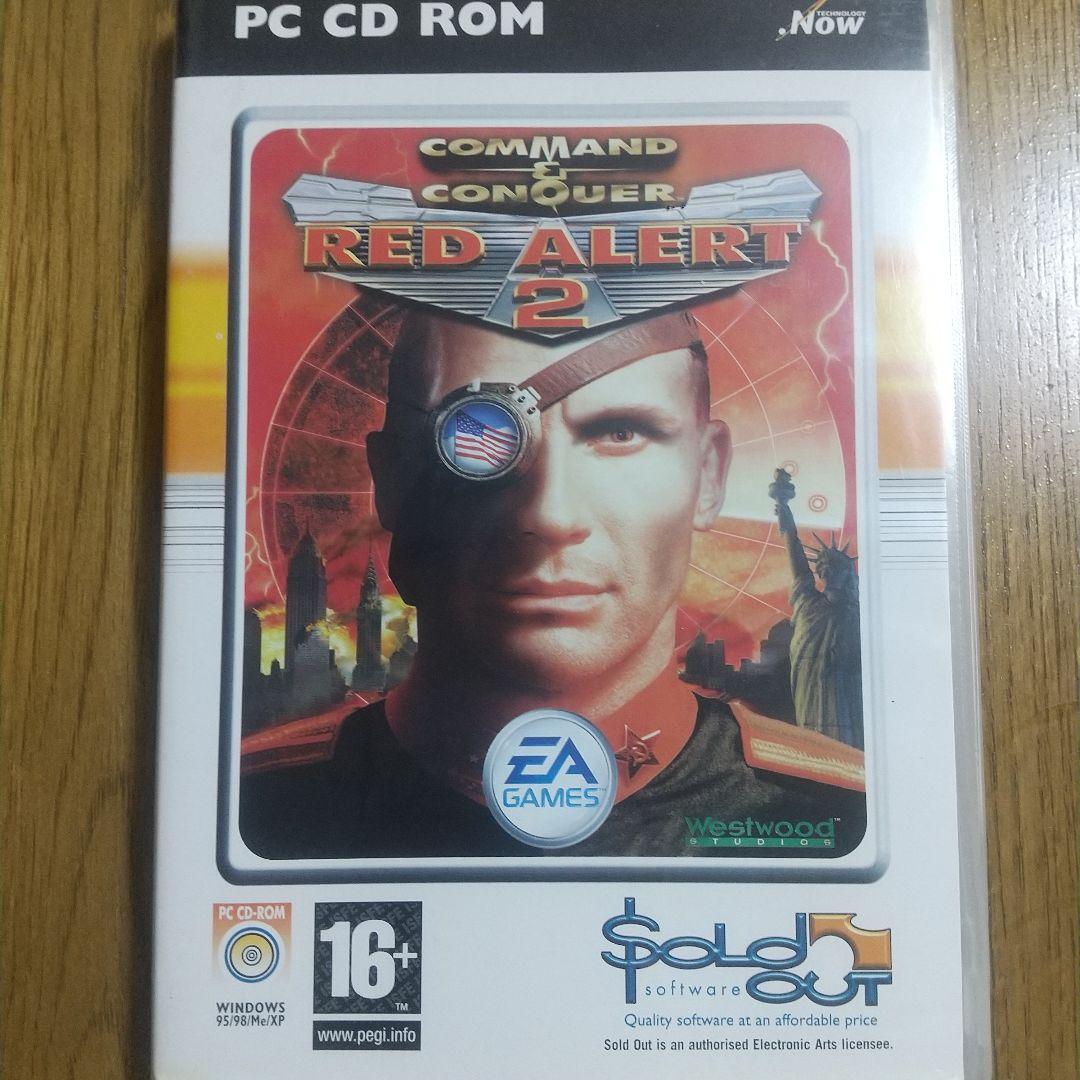 PC CD ROM
TECHNOLOGY
.Now
COMMAND
&
CONQUER
RED ALERT
2
EA
GAMES
Westwood
STUDIOS
PC CD-ROM
WINDOWS
95/98/Me/XP
16+
www.pegi.info
Sold
Out
software
Quality software at an affordable price
Sold Out is an authorised Electronic Arts licensee.